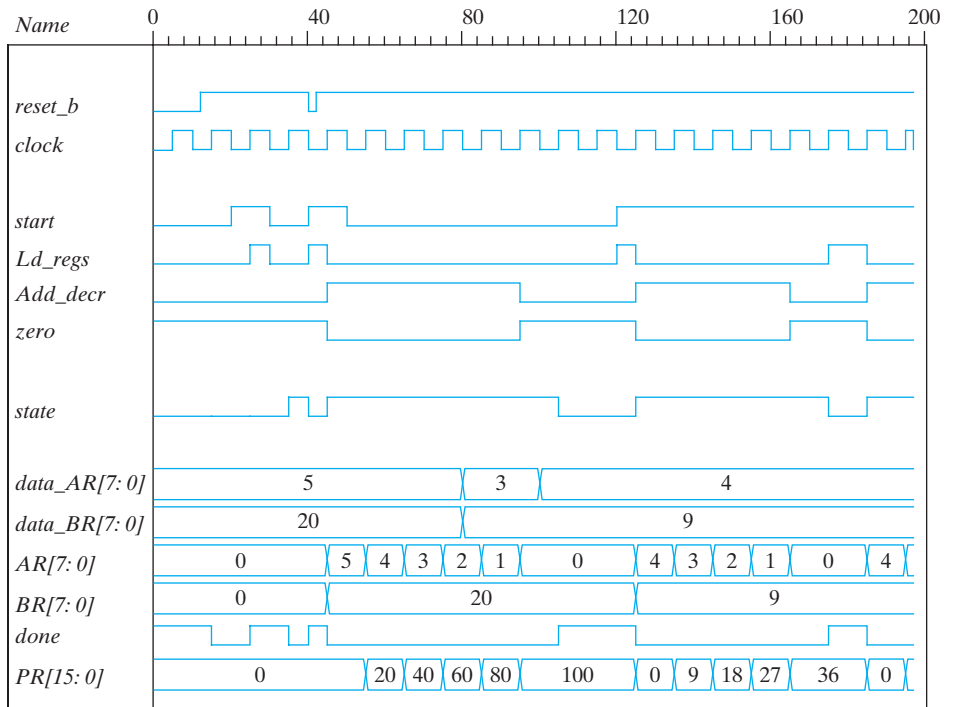 Name 0 40 80 120 160 200
reset_b
clock
start
Ld_regs
Add_decr
zero
state
data_AR[7: 0] 5 3 4
data_BR[7: 0] 20 9
AR[7: 0] 0 5 4 3 2 1 0 4 3 2 1 0 4
BR[7: 0] 0 20 9
done
PR[15: 0] 0 20 40 60 80 100 0 9 18 27 36 0